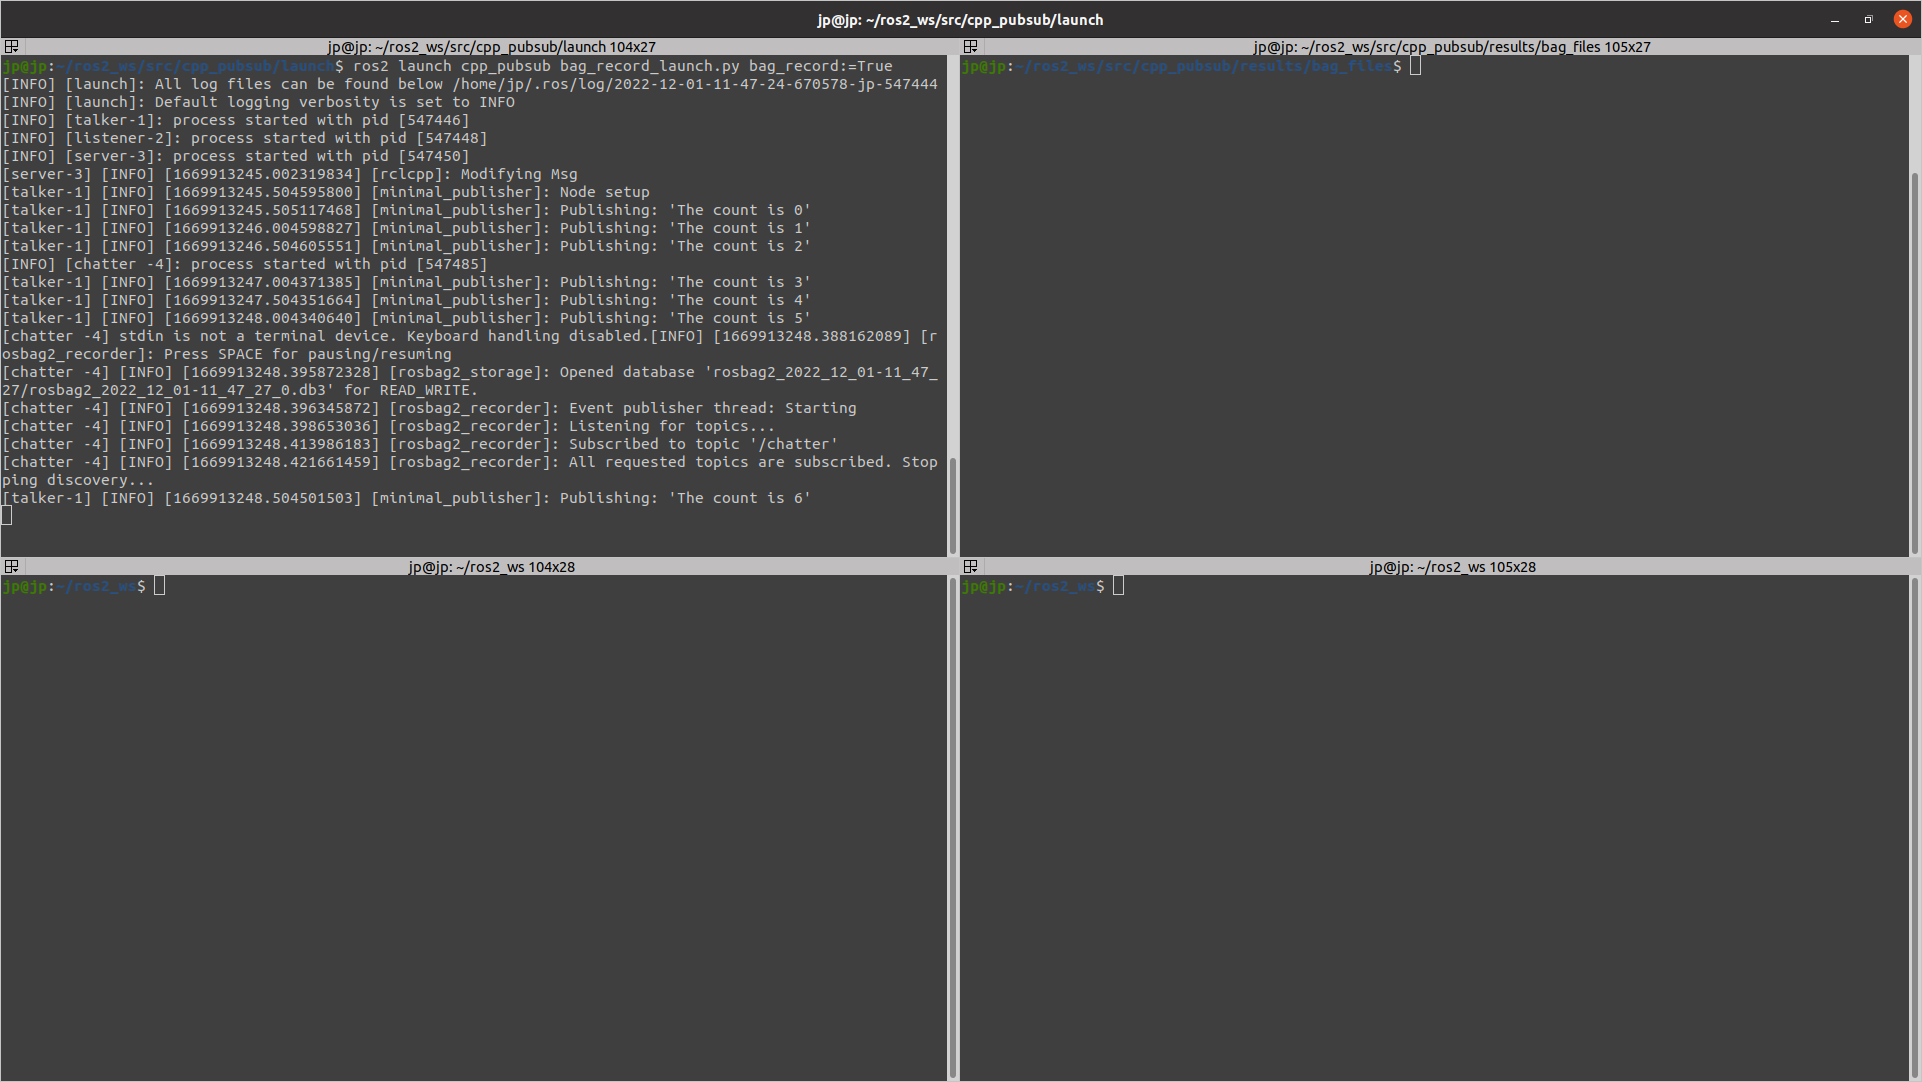 jp@jp: ~/ros2_ws/src/cpp_pubsub/launch
jp@jp: ~/ros2_ws/src/cpp_pubsub/launch 104x27
jp@jp:~/ros2_ws/src/cpp_pubsub/launch$ ros2 launch cpp_pubsub bag_record_launch.py bag_record:=True
[INFO] [launch]: All log files can be found below /home/jp/.ros/log/2022-12-01-11-47-24-670578-jp-547444
[INFO] [launch]: Default logging verbosity is set to INFO
[INFO] [talker-1]: process started with pid [547446]
[INFO] [listener-2]: process started with pid [547448]
[INFO] [server-3]: process started with pid [547450]
[server-3] [INFO] [1669913245.002319834] [rclcpp]: Modifying Msg
[talker-1] [INFO] [1669913245.504595800] [minimal_publisher]: Node setup
[talker-1] [INFO] [1669913245.505117468] [minimal_publisher]: Publishing: 'The count is 0'
[talker-1] [INFO] [1669913246.004598827] [minimal_publisher]: Publishing: 'The count is 1'
[talker-1] [INFO] [1669913246.504605551] [minimal_publisher]: Publishing: 'The count is 2'
[INFO] [chatter -4]: process started with pid [547485]
[talker-1] [INFO] [1669913247.004371385] [minimal_publisher]: Publishing: 'The count is 3'
[talker-1] [INFO] [1669913247.504351664] [minimal_publisher]: Publishing: 'The count is 4'
[talker-1] [INFO] [1669913248.004340640] [minimal_publisher]: Publishing: 'The count is 5'
[chatter -4] stdin is not a terminal device. Keyboard handling disabled.[INFO] [1669913248.388162089] [r
osbag2_recorder]: Press SPACE for pausing/resuming
[chatter -4] [INFO] [1669913248.395872328] [rosbag2_storage]: Opened database 'rosbag2_2022_12_01-11_47_
27/rosbag2_2022_12_01-11_47_27_0.db3' for READ_WRITE.
[chatter -4] [INFO] [1669913248.396345872] [rosbag2_recorder]: Event publisher thread: Starting
[chatter -4] [INFO] [1669913248.398653036] [rosbag2_recorder]: Listening for topics...
[chatter -4] [INFO] [1669913248.413986183] [rosbag2_recorder]: Subscribed to topic '/chatter'
[chatter -4] [INFO] [1669913248.421661459] [rosbag2_recorder]: All requested topics are subscribed. Stop
ping discovery...
[talker-1] [INFO] [1669913248.504501503] [minimal_publisher]: Publishing: 'The count is 6'
jp@jp: ~/ros2_ws/src/cpp_pubsub/results/bag_files 105x27
jp@jp:~/ros2_ws/src/cpp_pubsub/results/bag_files$
jp@jp: ~/ros2_ws 104x28
jp@jp:~/ros2_ws$
jp@jp: ~/ros2_ws 105x28
jp@jp:~/ros2_ws$